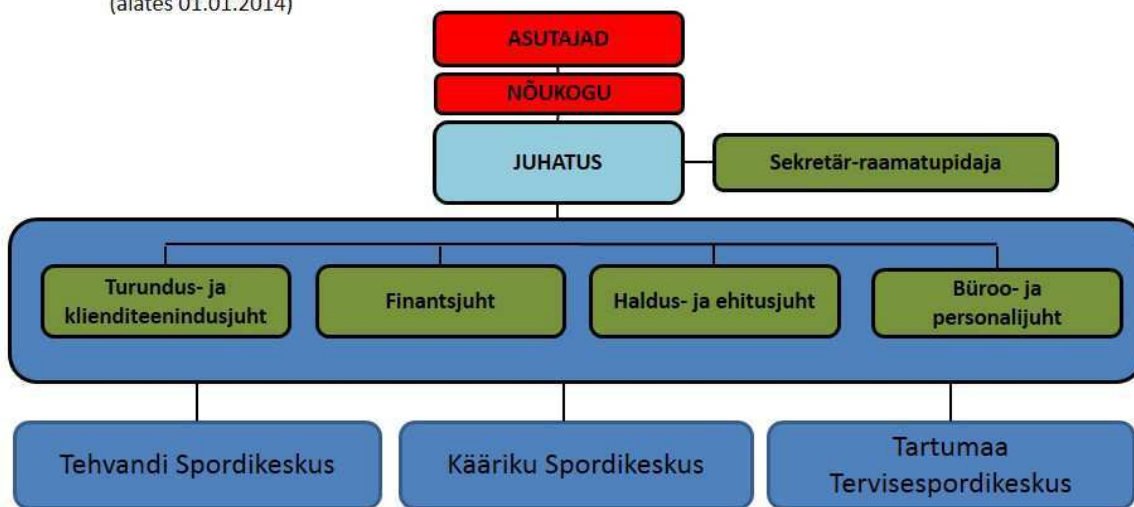 (alates 01.01.2014)
ASUTAJAD
NÕUKOGU
JUHATUS
Sekretär-raamatupidaja
Turundus- ja
klienditeenindusjuht
Finantsjuht
Haldus- ja ehitusjuht
Büroo- ja
personalijuht
Tehvandi Spordikeskus
Kääriku Spordikeskus
Tartumaa
Tervisespordikeskus